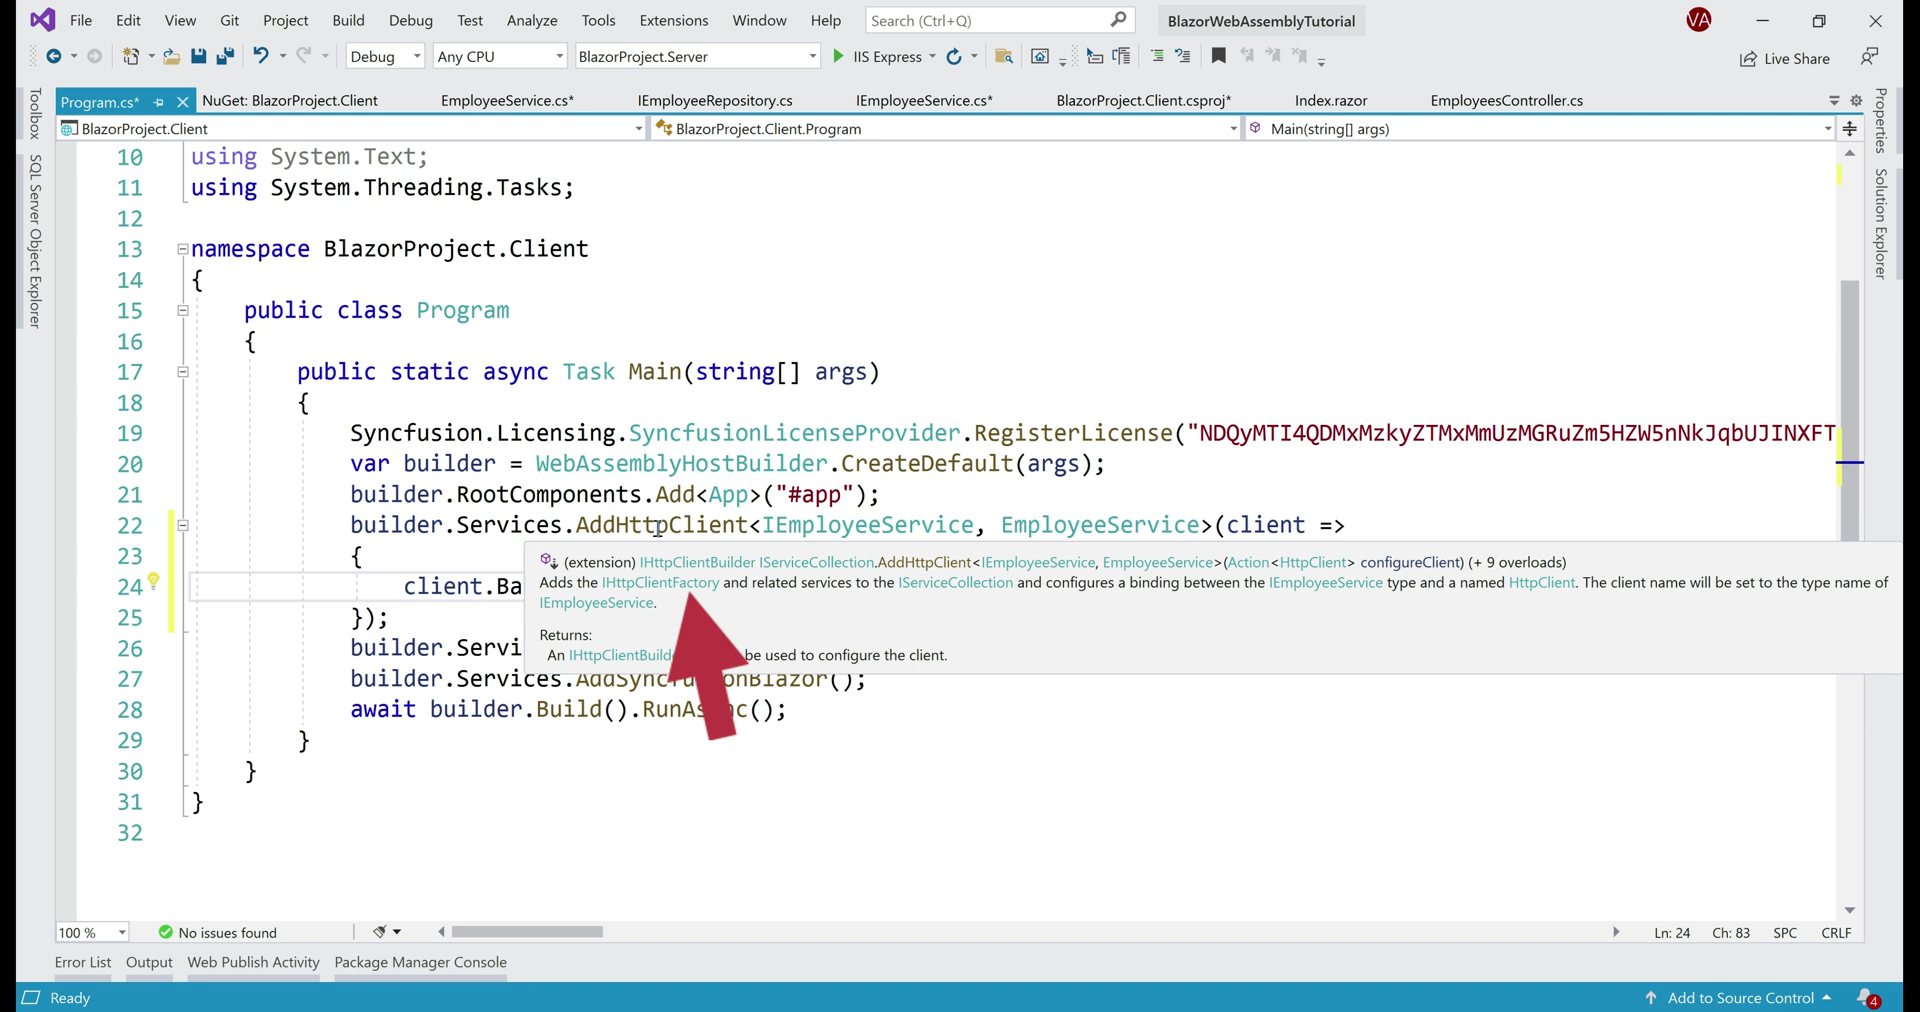 File Edit View Git Project Build Debug Test Analyze Tools Extensions Window Help Search (Ctrl+Q) BlazorWebAssemblyTutorial VA
Debug Any CPU BlazorProject.Server IIS Express Live Share
Program.cs* NuGet: BlazorProject.Client EmployeeService.cs* IEmployeeRepository.cs IEmployeeService.cs* BlazorProject.Client.csproj* Index.razor EmployeesController.cs
BlazorProject.Client BlazorProject.Client.Program Main(string[] args)
Toolbox
SQL Server Object Explorer
Properties
Solution Explorer
10 using System.Text;
11 using System.Threading.Tasks;
12
13 namespace BlazorProject.Client
14 {
15 public class Program
16 {
17 public static async Task Main(string[] args)
18 {
19 Syncfusion.Licensing.SyncfusionLicenseProvider.RegisterLicense("NDQyMTI4QDMxMzkyZTMxMmUzMGRuZm5HZW5nNkJqbUJINXFT
20 var builder = WebAssemblyHostBuilder.CreateDefault(args);
21 builder.RootComponents.Add<App>("#app");
22 builder.Services.AddHttpClient<IEmployeeService, EmployeeService>(client =>
23 {
(extension) IHttpClientBuilder IServiceCollection.AddHttpClient<IEmployeeService, EmployeeService>(Action<HttpClient> configureClient) (+ 9 overloads)
24 client.Ba
Adds the IHttpClientFactory and related services to the IServiceCollection and configures a binding between the IEmployeeService type and a named HttpClient. The client name will be set to the type name of
IEmployeeService.
25 });
Returns:
26 builder.Servi
An IHttpClientBuild be used to configure the client.
27 builder.Services.AddSyncfusionBlazor();
28 await builder.Build().RunAsync();
29 }
30 }
31 }
32
100 % No issues found Ln: 24 Ch: 83 SPC CRLF
Error List Output Web Publish Activity Package Manager Console
Ready Add to Source Control 4